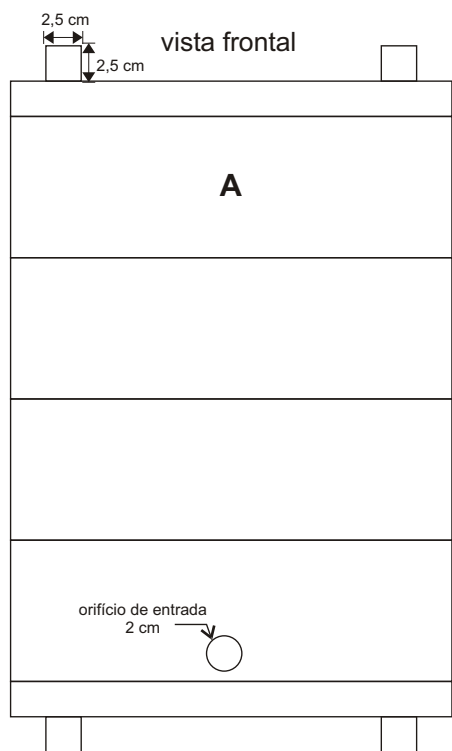 2,5 cm
vista frontal
2,5 cm
A
orifício de entrada
2 cm